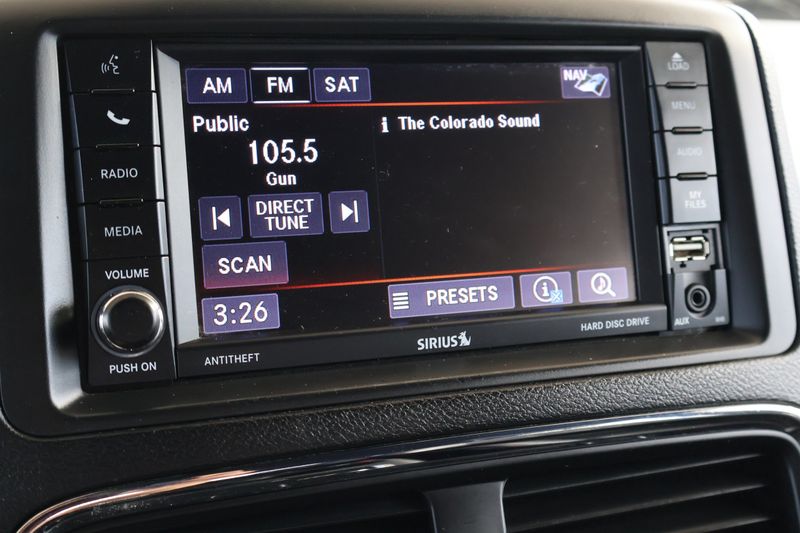 AM FM SAT NAV
Public
105.5
Gun
i The Colorado Sound
DIRECT
TUNE
SCAN
3:26
PRESETS
i
RADIO
MEDIA
VOLUME
PUSH ON
ANTITHEFT
SIRIUS
HARD DISC DRIVE
LOAD
MENU
AUDIO
MY
FILES
AUX